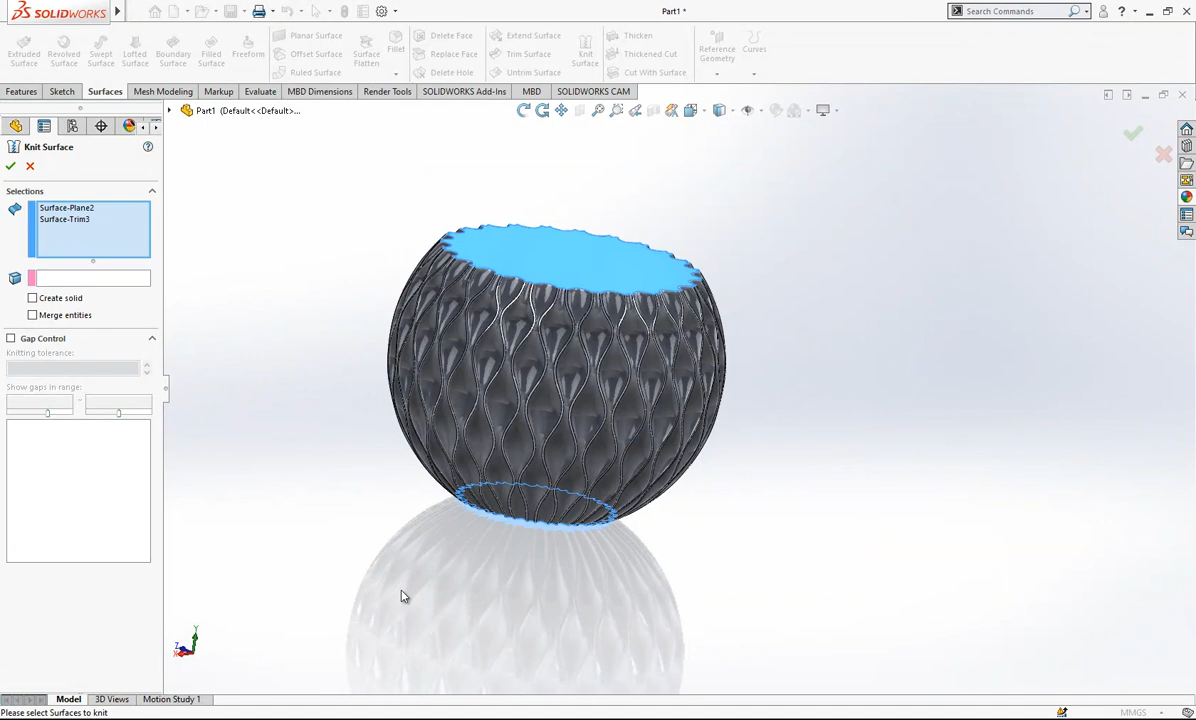 SOLIDWORKS
Part1 *
Search Commands
?
Extruded Surface
Revolved Surface
Swept Surface
Lofted Surface
Boundary Surface
Filled Surface
Freeform
Planar Surface
Offset Surface
Ruled Surface
Surface Flatten
Fillet
Delete Face
Replace Face
Delete Hole
Extend Surface
Trim Surface
Untrim Surface
Knit Surface
Thicken
Thickened Cut
Cut With Surface
Reference Geometry
Curves
Features
Sketch
Surfaces
Mesh Modeling
Markup
Evaluate
MBD Dimensions
Render Tools
SOLIDWORKS Add-Ins
MBD
SOLIDWORKS CAM
Part1 (Default<<Default>...
Knit Surface
Selections
Surface-Plane2
Surface-Trim3
Create solid
Merge entities
Gap Control
Knitting tolerance:
Show gaps in range:
-
Y
Z
X
Model
3D Views
Motion Study 1
Please select Surfaces to knit
MMGS